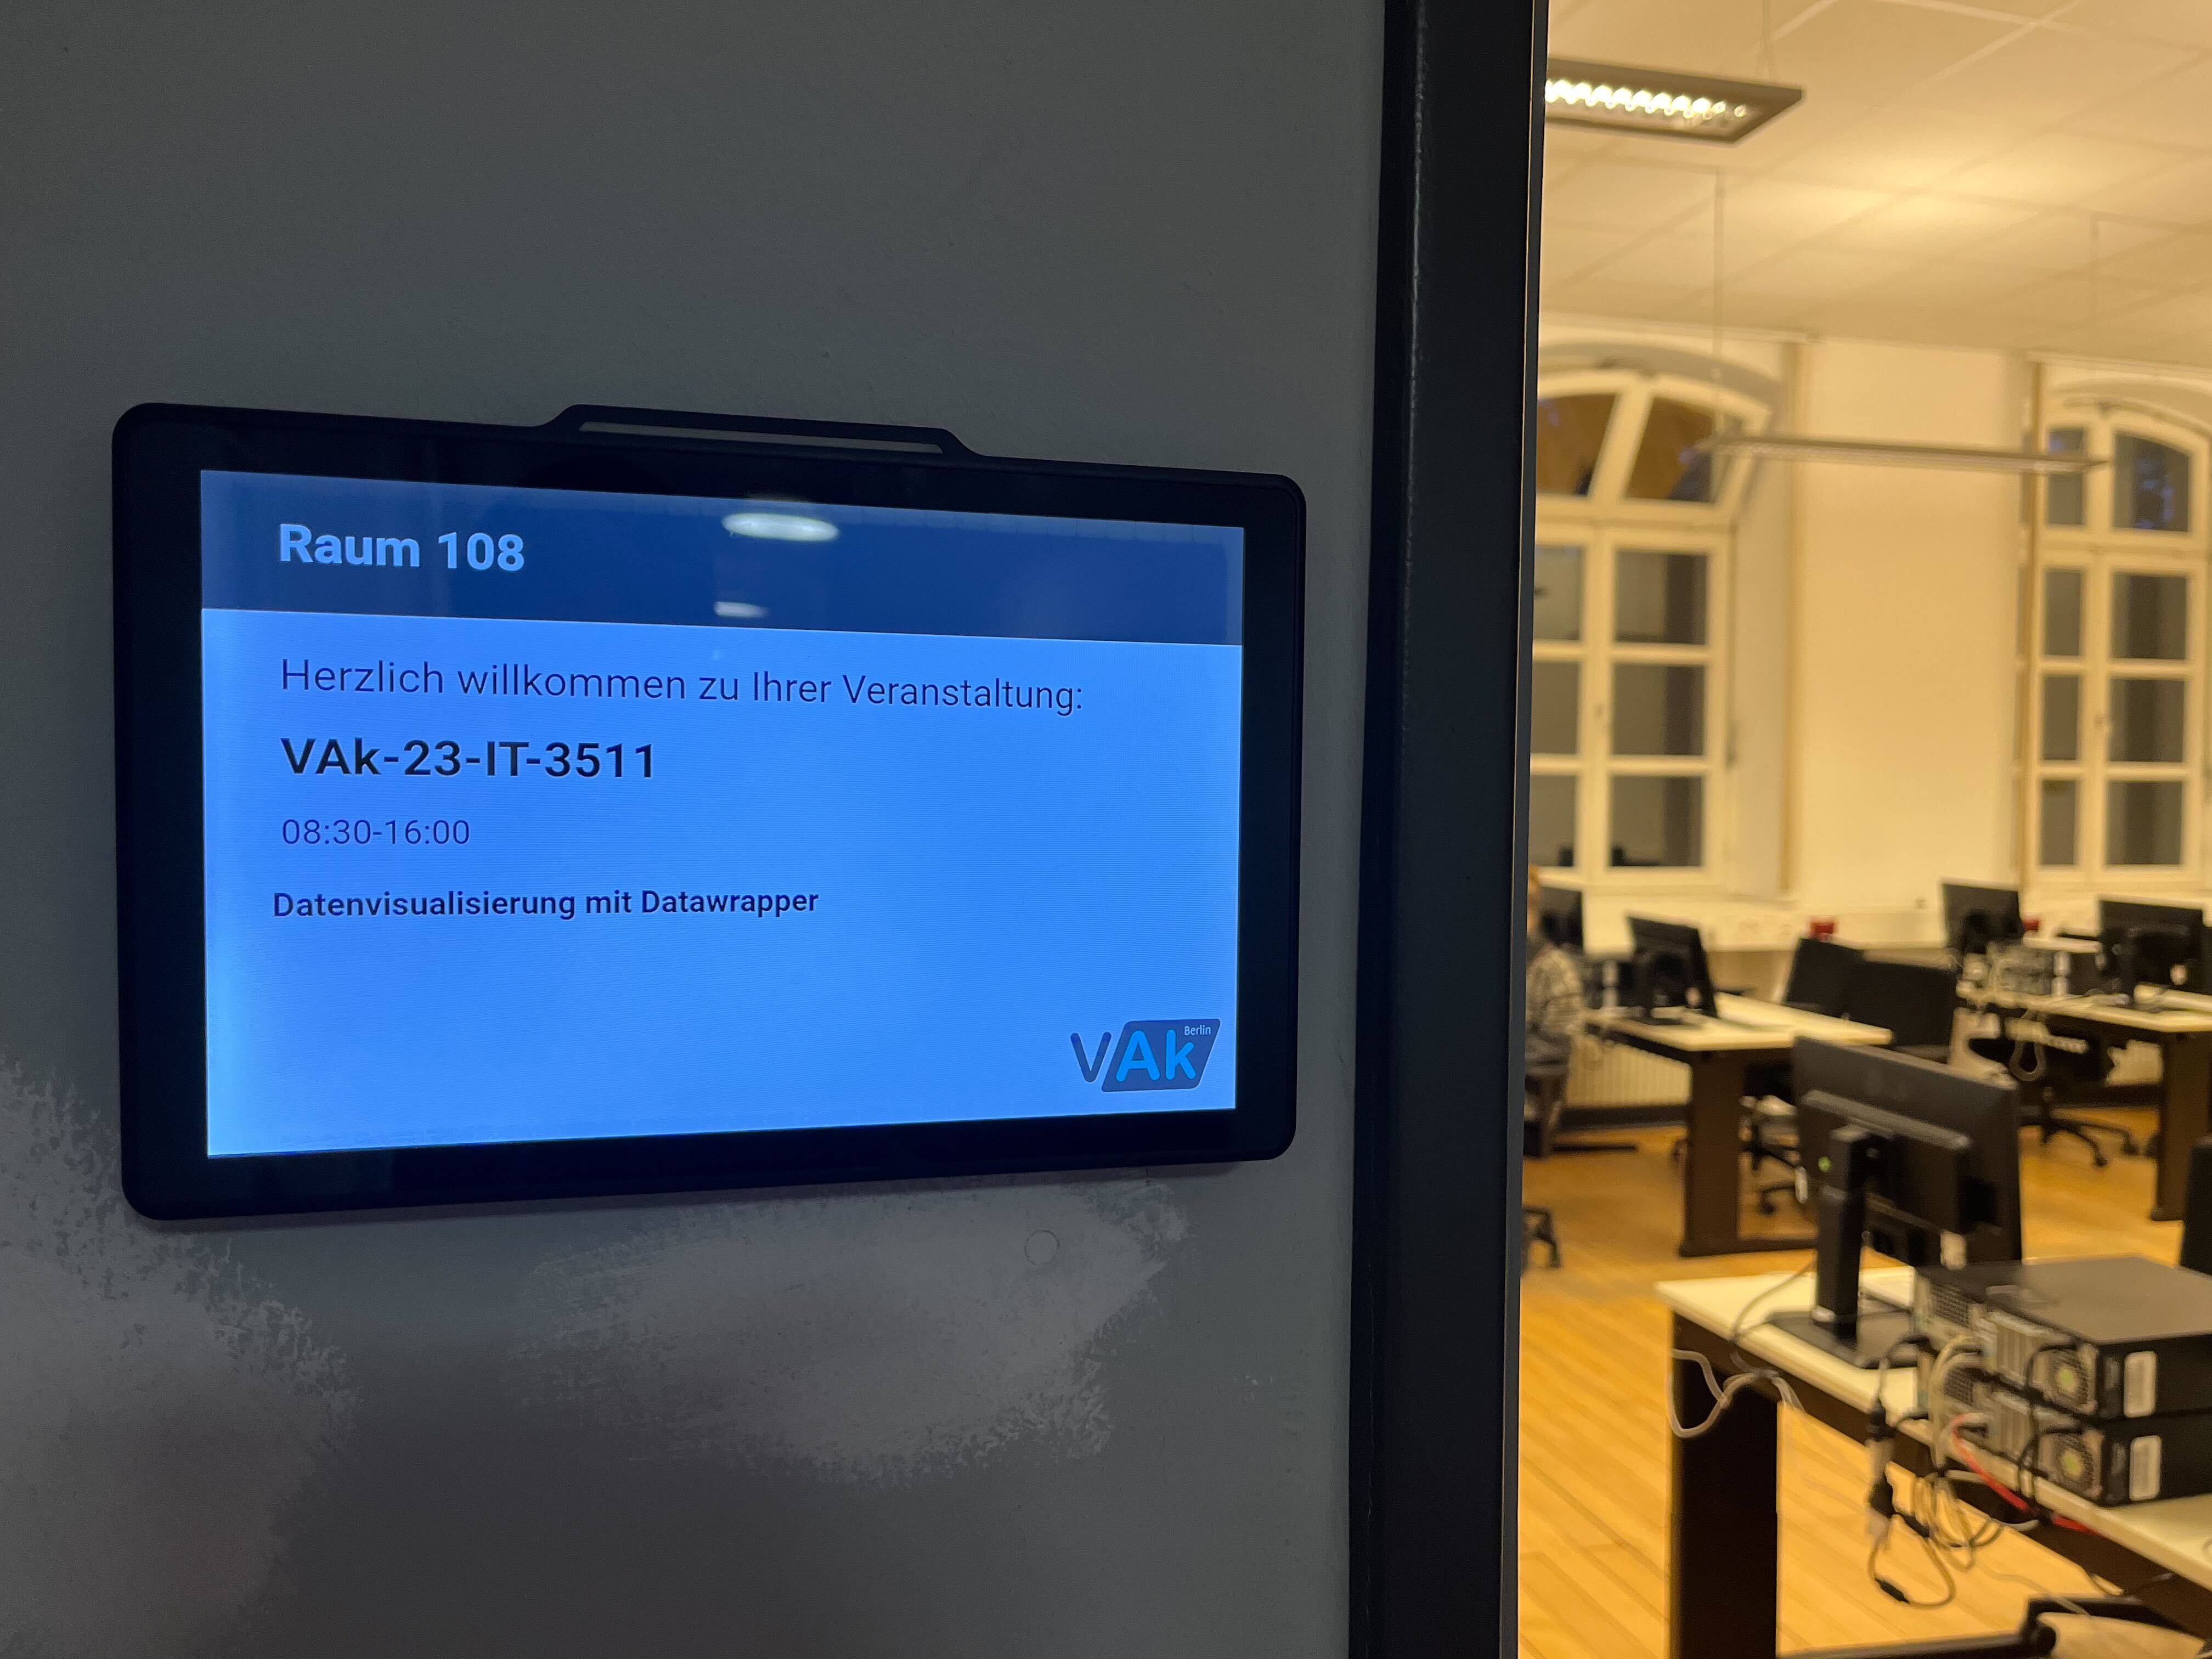 Raum 108
Herzlich willkommen zu Ihrer Veranstaltung:
VAk-23-IT-3511
08:30-16:00
Datenvisualisierung mit Datawrapper
VAk Berlin